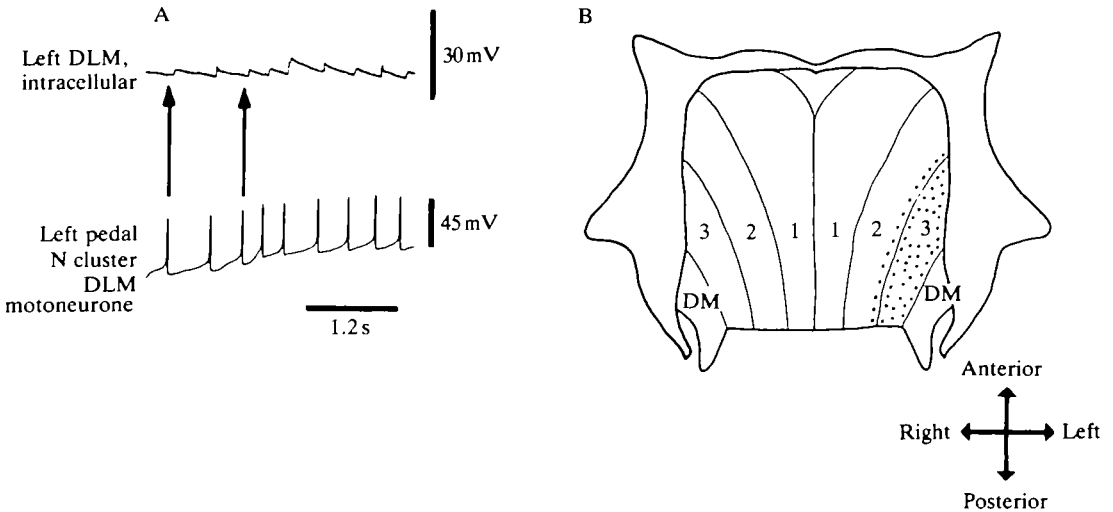 A
Left DLM,
intracellular
30 mV
Left pedal
N cluster
DLM
motoneurone
45 mV
1.2 s
B
3 2 1 1 2 3
DM DM
Anterior
Right Left
Posterior